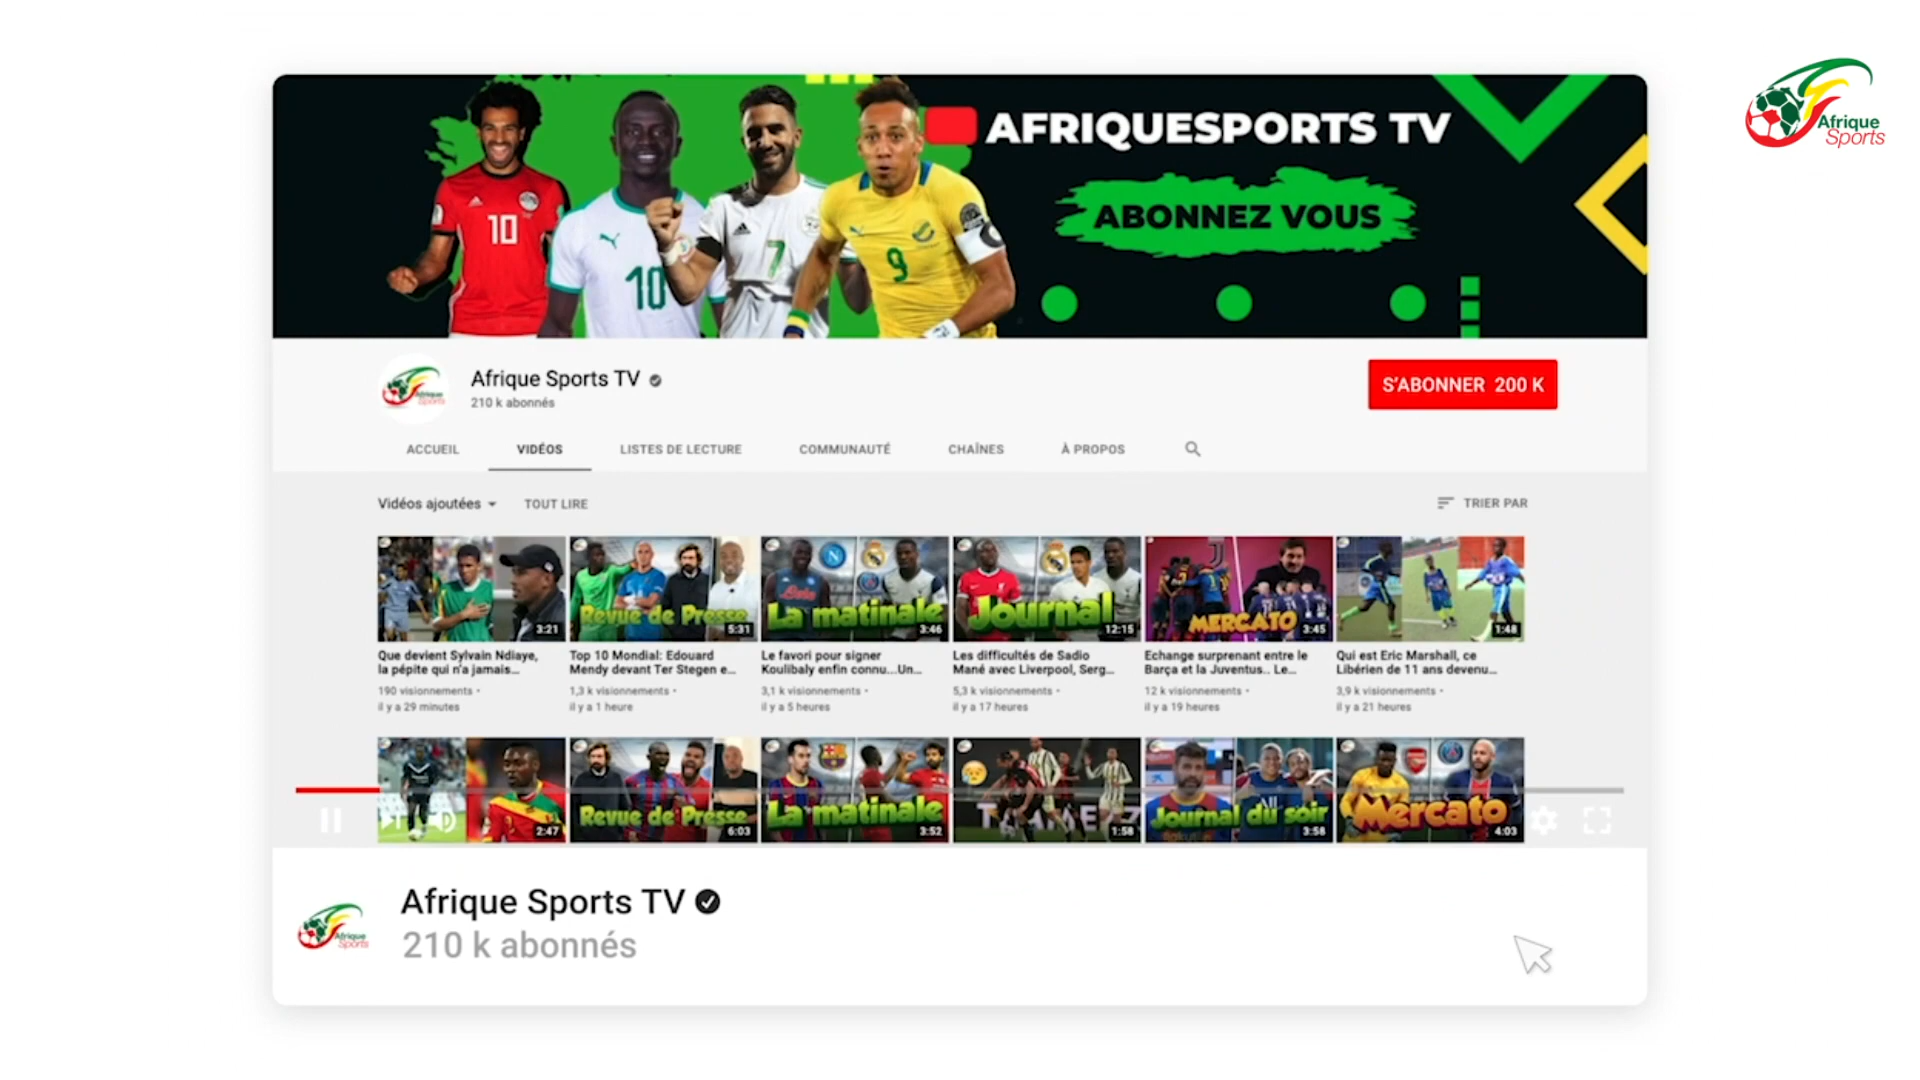 Afrique
Sports
AFRIQUESPORTS TV
ABONNEZ VOUS
10
10
7
9
Afrique
Sports
Afrique Sports TV
210 k abonnés
S'ABONNER 200 K
ACCUEIL VIDÉOS LISTES DE LECTURE COMMUNAUTÉ CHAÎNES À PROPOS
Vidéos ajoutées TOUT LIRE TRIER PAR
3:21
Revue de Presse
5:31
La matinale
3:46
Journal
12:15
MERCATO
3:45
1:48
Que devient Sylvain Ndiaye,
la pépite qui n'a jamais...
190 visionnements •
il y a 29 minutes
Top 10 Mondial: Edouard
Mendy devant Ter Stegen e...
1,3 k visionnements •
il y a 1 heure
Le favori pour signer
Koulibaly enfin connu...Un...
3,1 k visionnements •
il y a 5 heures
Les difficultés de Sadio
Mané avec Liverpool, Serg...
5,3 k visionnements •
il y a 17 heures
Echange surprenant entre le
Barça et la Juventus.. Le...
12 k visionnements •
il y a 19 heures
Qui est Eric Marshall, ce
Libérien de 11 ans devenu...
3,9 k visionnements •
il y a 21 heures
2:47
Revue de Presse
6:03
La matinale
3:52
1:58
Journal du soir
3:58
Mercato
4:03
Afrique
Sports
Afrique Sports TV
210 k abonnés